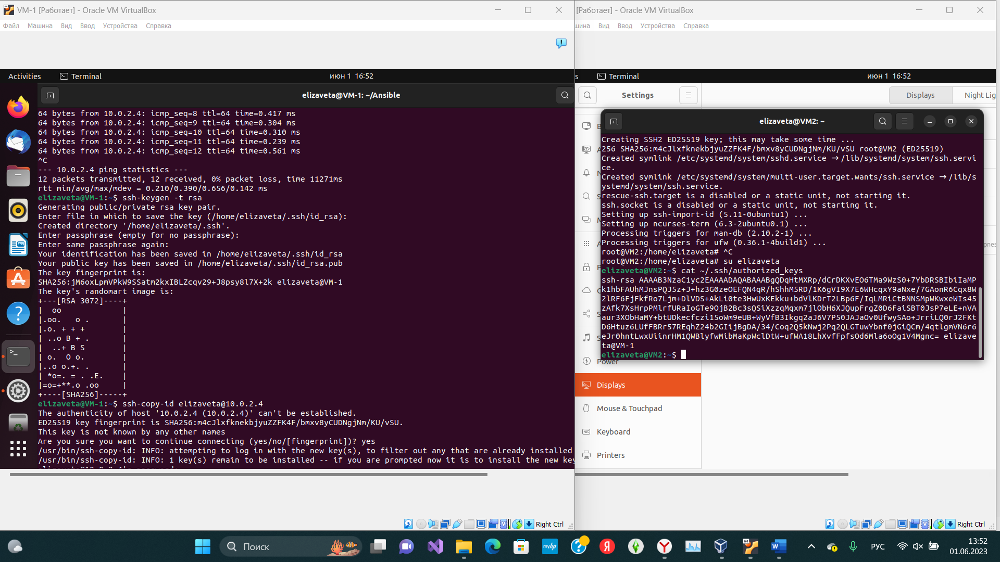 VM-1 [Работает] - Oracle VM VirtualBox
Файл Машина Вид Ввод Устройства Справка
Activities Terminal июн 1 16:52
elizaveta@VM-1: ~/Ansible
64 bytes from 10.0.2.4: icmp_seq=8 ttl=64 time=0.417 ms
64 bytes from 10.0.2.4: icmp_seq=9 ttl=64 time=0.304 ms
64 bytes from 10.0.2.4: icmp_seq=10 ttl=64 time=0.310 ms
64 bytes from 10.0.2.4: icmp_seq=11 ttl=64 time=0.239 ms
64 bytes from 10.0.2.4: icmp_seq=12 ttl=64 time=0.561 ms
^C
--- 10.0.2.4 ping statistics ---
12 packets transmitted, 12 received, 0% packet loss, time 11271ms
rtt min/avg/max/mdev = 0.210/0.390/0.656/0.142 ms
elizaveta@VM-1:~$ ssh-keygen -t rsa
Generating public/private rsa key pair.
Enter file in which to save the key (/home/elizaveta/.ssh/id_rsa):
Created directory '/home/elizaveta/.ssh'.
Enter passphrase (empty for no passphrase):
Enter same passphrase again:
Your identification has been saved in /home/elizaveta/.ssh/id_rsa
Your public key has been saved in /home/elizaveta/.ssh/id_rsa.pub
The key fingerprint is:
SHA256:jM6oxLpmVPkW9SSatm2kxIBLZcqv29+J8psy8l7X+2k elizaveta@VM-1
The key's randomart image is:
+---[RSA 3072]----+
|  oo             |
|.oo.   o .       |
|.o. + + +        |
| ..o B + .       |
|  ..+ B S        |
| o.  O o.        |
|..o o.+. .       |
| *o=. = . .E.    |
|=o=+**.o .oo     |
+----[SHA256]-----+
elizaveta@VM-1:~$ ssh-copy-id elizaveta@10.0.2.4
The authenticity of host '10.0.2.4 (10.0.2.4)' can't be established.
ED25519 key fingerprint is SHA256:m4cJlxfknekbjyuZZFK4F/bmxv8yCUDNgjNm/KU/vSU.
This key is not known by any other names
Are you sure you want to continue connecting (yes/no/[fingerprint])? yes
/usr/bin/ssh-copy-id: INFO: attempting to log in with the new key(s), to filter out any that are already installed
/usr/bin/ssh-copy-id: INFO: 1 key(s) remain to be installed -- if you are prompted now it is to install the new key
elizaveta@10.0.2.4's password:
Right Ctrl
[Работает] - Oracle VM VirtualBox
шина Вид Ввод Устройства Справка
s Terminal июн 1 16:52
Settings Displays Night Lig
elizaveta@VM2: ~
Creating SSH2 ED25519 key; this may take some time ...
256 SHA256:m4cJlxfknekbjyuZZFK4F/bmxv8yCUDNgjNm/KU/vSU root@VM2 (ED25519)
Created symlink /etc/systemd/system/sshd.service → /lib/systemd/system/ssh.servi
ce.
Created symlink /etc/systemd/system/multi-user.target.wants/ssh.service → /lib/s
ystemd/system/ssh.service.
rescue-ssh.target is a disabled or a static unit, not starting it.
ssh.socket is a disabled or a static unit, not starting it.
Setting up ssh-import-id (5.11-0ubuntu1) ...
Setting up ncurses-term (6.3-2ubuntu0.1) ...
Processing triggers for man-db (2.10.2-1) ...
Processing triggers for ufw (0.36.1-4build1) ...
root@VM2:/home/elizaveta# ^C
root@VM2:/home/elizaveta# su elizaveta
elizaveta@VM2:~$ cat ~/.ssh/authorized_keys
ssh-rsa AAAAB3NzaC1yc2EAAAADAQABAAABgQDqHtMXRp/dCrDKXvEO6TMa9WzS0+7YbDRSBIbiIaMP
k1hbFAUhMJnsPQJ5z+J+hz3G0zeOEFQN4qR/hShhM5RD/1K6gVI9X7E6WHcqxY9aNxe/7GAonR6Cqx8W
2lRF6FjFkfRo7Ljm+DlVDS+AkLi0te3HwUxKEkku+bdVlKDrT2LBp6F/IqLMRiCtBNNSMpWKwxeWIs45
zAfk7XsHrpPMlrfURaIoGTe9OjB2Bc3sQSiXzzqMqxm7jlObH6XJQupFrgZ0D6FaiSBT0JsP7eLE+nVA
aur3XObHaMY+btUDkecfczi15oWm9eUB+WyVfB3Ikgq2aJ6V7P50JAJaOv0UfwySAo+JrriLQ0rJ2FKt
D6Htuz6LUfFBRr57REqhZ24b2GIijBgDA/34/Coq2Q5kNwj2Pq2QLGTuwYbnf0jGiQCm/4qtlgmVN6r6
eJr0hntLwxUiinrHM1QWBlyfwMibMaKpWclDtW+ufWA18LhXvfFpfsOd6Mla6oOg1V4Mgnc= elizave
ta@VM-1
elizaveta@VM2:~$
Power
Displays
Mouse & Touchpad
Keyboard
Printers
Right Ctrl
Поиск
РУС
13:52
01.06.2023